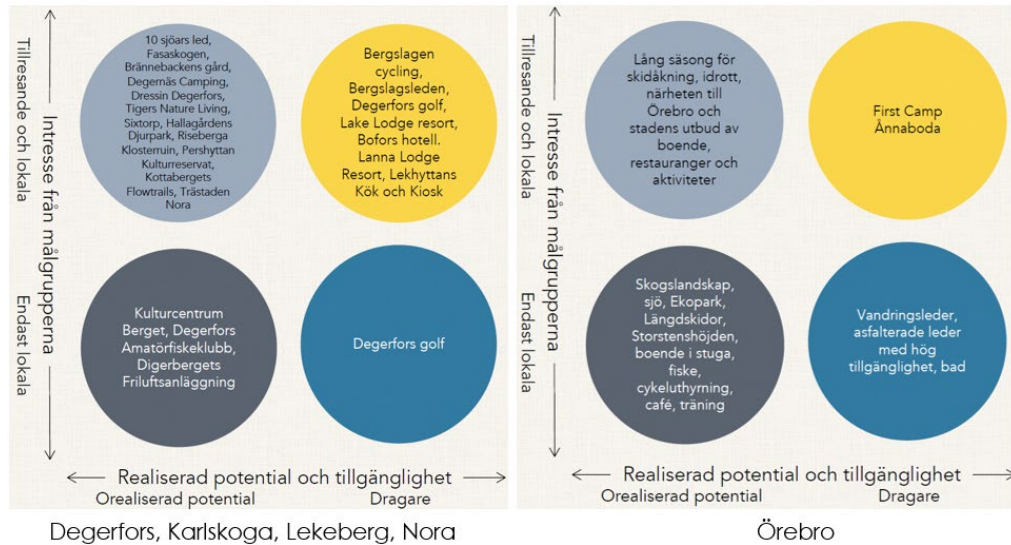 Intresse från målgrupperna
Tillresande och lokala
Endast lokala
10 sjöars led,
Fasaskogen,
Brännebackens gård,
Degernäs Camping,
Dressin Degerfors,
Tigers Nature Living,
Sixtorp, Hallagårdens
Djurpark, Riseberga
Klosterruin, Pershyttan
Kulturreservat,
Kottabergets
Flowtrails, Trästaden
Nora
Bergslagen
cycling,
Bergslagsleden,
Degerfors golf,
Lake Lodge resort,
Bofors hotell.
Lanna Lodge
Resort, Lekhyttans
Kök och Kiosk
Kulturcentrum
Berget, Degerfors
Amatörfiskeklubb,
Digerbergets
Friluftsanläggning
Degerfors golf
Realiserad potential och tillgänglighet
Orealiserad potential
Dragare
Degerfors, Karlskoga, Lekeberg, Nora
Intresse från målgrupperna
Tillresande och lokala
Endast lokala
Lång säsong för
skidåkning, idrott,
närheten till
Örebro och
stadens utbud av
boende,
restauranger och
aktiviteter
First Camp
Ånnaboda
Skogslandskap,
sjö, Ekopark,
Längdskidor,
Storstenshöjden,
boende i stuga,
fiske,
cykeluthyrning,
café, träning
Vandringsleder,
asfalterade leder
med hög
tillgänglighet, bad
Realiserad potential och tillgänglighet
Orealiserad potential
Dragare
Örebro